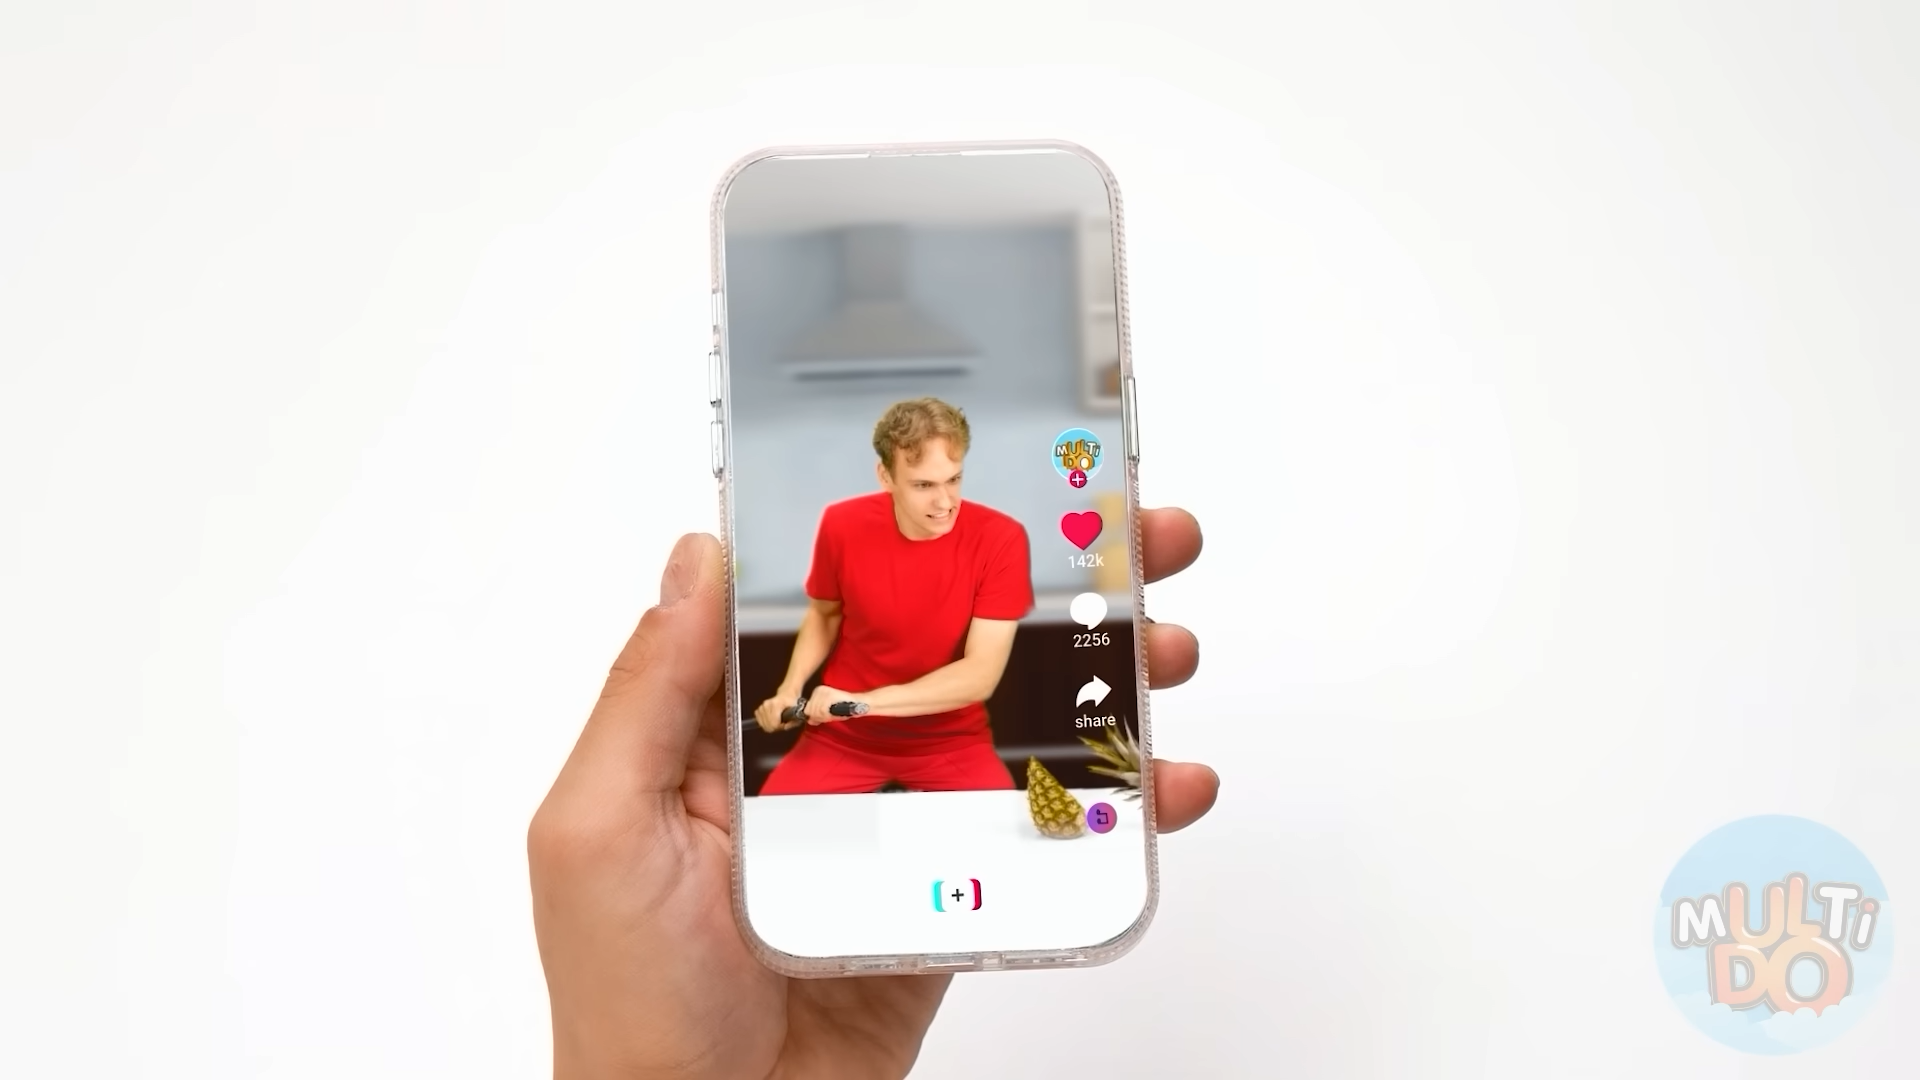 MULTi
DO
142k
2256
share
MULTi
DO